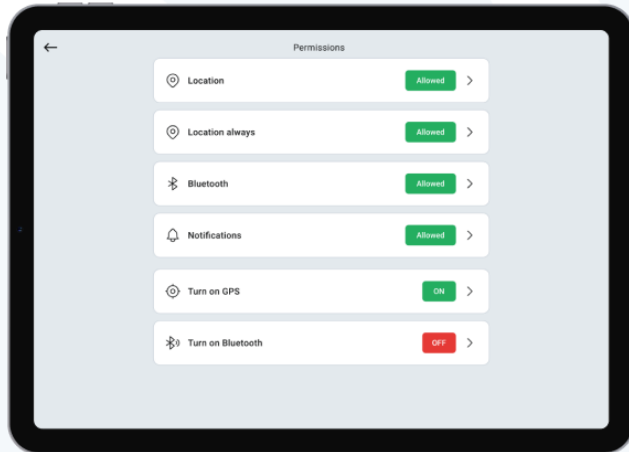 Permissions
Location Allowed
Location always Allowed
Bluetooth Allowed
Notifications Allowed
Turn on GPS ON
Turn on Bluetooth OFF